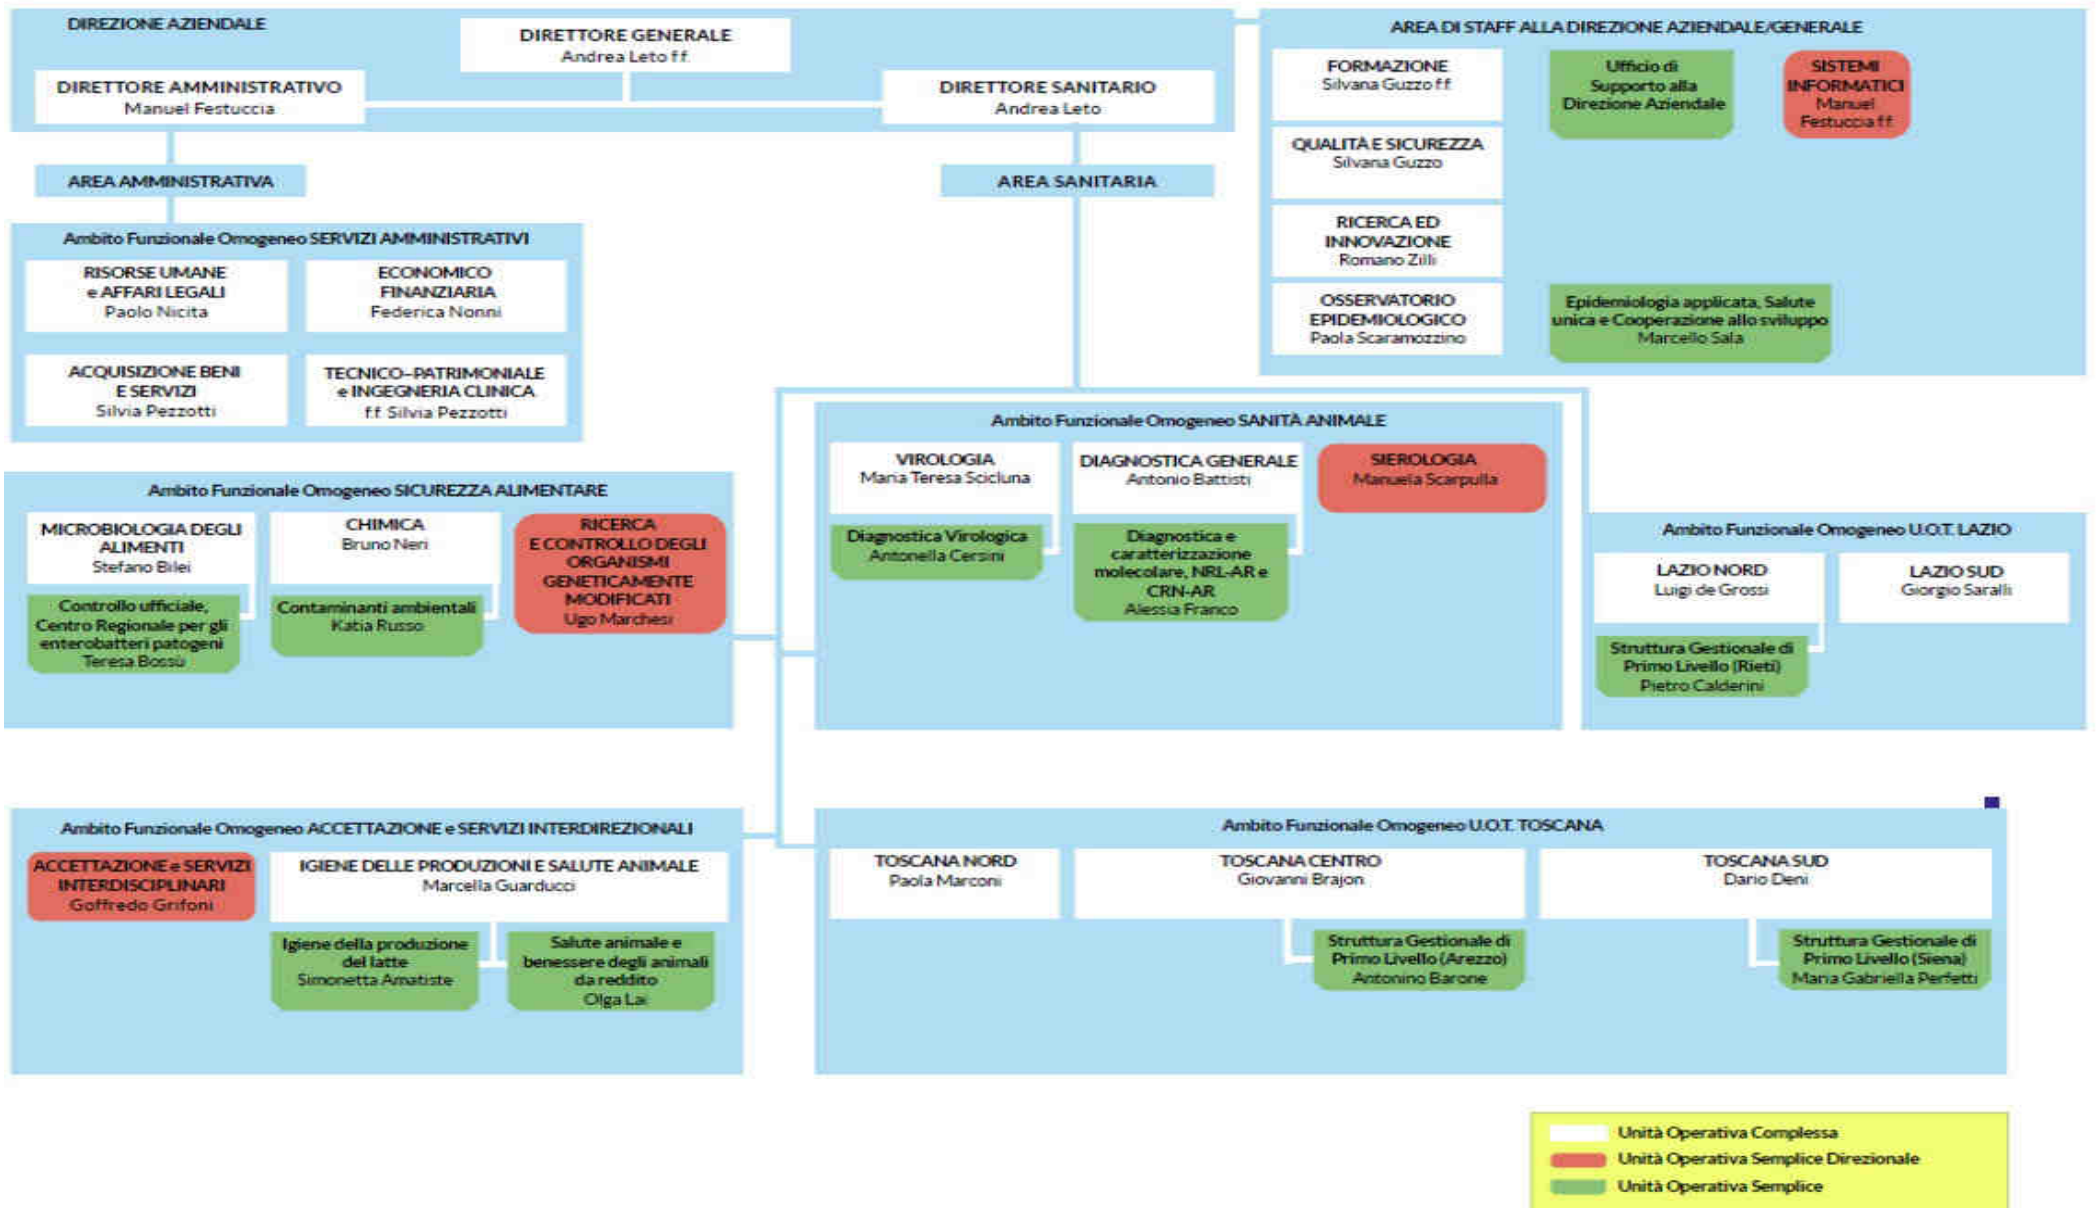 DIREZIONE AZIENDALE
DIRETTORE GENERALE
Andrea Leto f.f.
DIRETTORE AMMINISTRATIVO
Manuel Festuccia
DIRETTORE SANITARIO
Andrea Leto
AREA DI STAFF ALLA DIREZIONE AZIENDALE/GENERALE
FORMAZIONE
Silvana Guzzo f.f.
Ufficio di
Supporto alla
Direzione Aziendale
SISTEMI
INFORMATICI
Manuel
Festuccia f.f.
QUALITÀ E SICUREZZA
Silvana Guzzo
RICERCA ED
INNOVAZIONE
Romano Zilli
OSSERVATORIO
EPIDEMIOLOGICO
Paola Scaramozzino
Epidemiologia applicata, Salute
unica e Cooperazione allo sviluppo
Marcello Sala
AREA AMMINISTRATIVA
AREA SANITARIA
Ambito Funzionale Omogeneo SERVIZI AMMINISTRATIVI
RISORSE UMANE
e AFFARI LEGALI
Paolo Nicita
ECONOMICO
FINANZIARIA
Federica Nonni
ACQUISIZIONE BENI
E SERVIZI
Silvia Pezzotti
TECNICO-PATRIMONIALE
e INGEGNERIA CLINICA
f.f. Silvia Pezzotti
Ambito Funzionale Omogeneo SICUREZZA ALIMENTARE
MICROBIOLOGIA DEGLI
ALIMENTI
Stefano Bilei
CHIMICA
Bruno Neri
RICERCA
E CONTROLLO DEGLI
ORGANISMI
GENETICAMENTE
MODIFICATI
Ugo Marchesi
Controllo ufficiale,
Centro Regionale per gli
enterobatteri patogeni
Teresa Bossù
Contaminanti ambientali
Katia Russo
Ambito Funzionale Omogeneo SANITÀ ANIMALE
VIROLOGIA
Maria Teresa Scicluna
DIAGNOSTICA GENERALE
Antonio Battisti
SIEROLOGIA
Manuela Scarpulla
Diagnostica Virologica
Antonella Cersini
Diagnostica e
caratterizzazione
molecolare, NRL-AR e
CRN-AR
Alessia Franco
Ambito Funzionale Omogeneo U.O.T. LAZIO
LAZIO NORD
Luigi de Grossi
LAZIO SUD
Giorgio Saralli
Struttura Gestionale di
Primo Livello (Rieti)
Pietro Calderini
Ambito Funzionale Omogeneo ACCETTAZIONE e SERVIZI INTERDIREZIONALI
ACCETTAZIONE e SERVIZI
INTERDISCIPLINARI
Goffredo Grifoni
IGIENE DELLE PRODUZIONI E SALUTE ANIMALE
Marcella Guarducci
Igiene della produzione
del latte
Simonetta Amatiste
Salute animale e
benessere degli animali
da reddito
Olga Lai
Ambito Funzionale Omogeneo U.O.T. TOSCANA
TOSCANA NORD
Paola Marconi
TOSCANA CENTRO
Giovanni Brajon
TOSCANA SUD
Dario Deni
Struttura Gestionale di
Primo Livello (Arezzo)
Antonino Barone
Struttura Gestionale di
Primo Livello (Siena)
Maria Gabriella Perfetti
Unità Operativa Complessa
Unità Operativa Semplice Direzionale
Unità Operativa Semplice